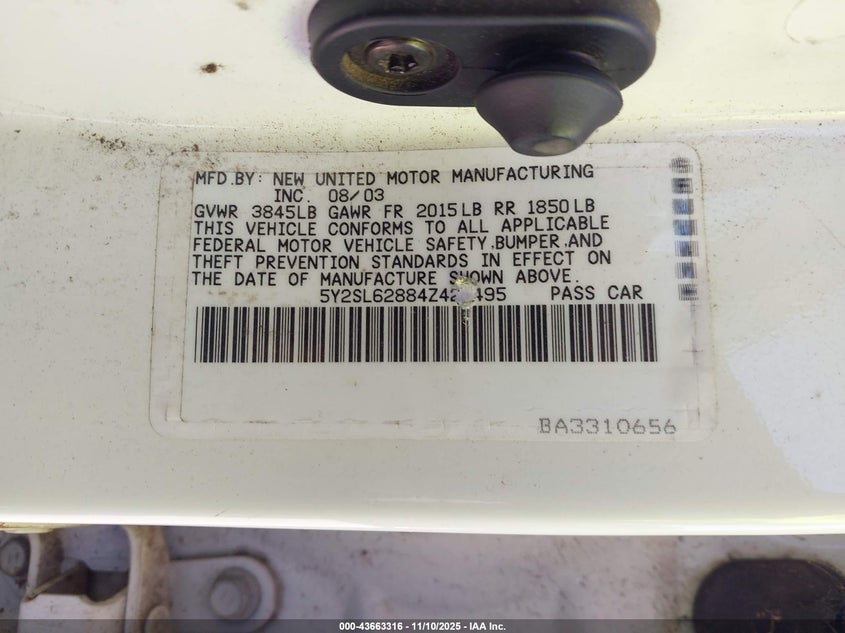 MFD.BY: NEW UNITED MOTOR MANUFACTURING
INC. 08/03
GVWR 3845LB GAWR FR 2015LB RR 1850LB
THIS VEHICLE CONFORMS TO ALL APPLICABLE
FEDERAL MOTOR VEHICLE SAFETY,BUMPER,AND
THEFT PREVENTION STANDARDS IN EFFECT ON
THE DATE OF MANUFACTURE SHOWN ABOVE.
PASS CAR
BA3310656
000-43663316 - 11/10/2025 - IAA Inc.